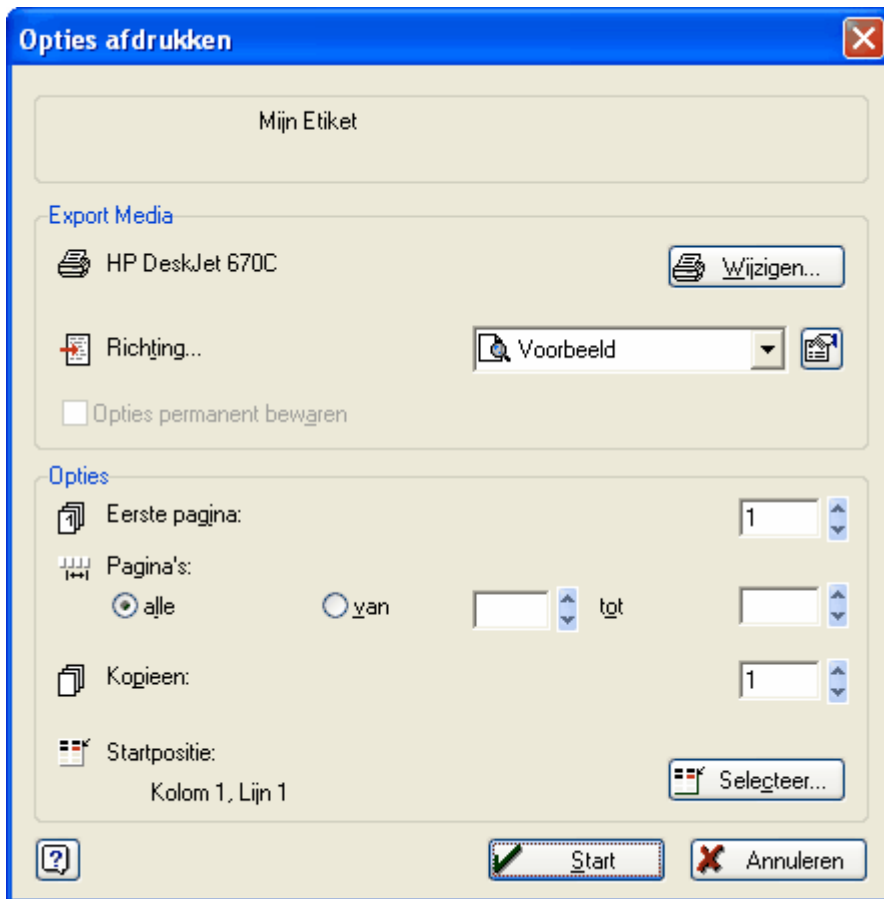 Opties afdrukken
Mijn Etiket
Export Media
HP DeskJet 670C
Wijzigen...
Richting...
Voorbeeld
Opties permanent bewaren
Opties
Eerste pagina:
1
Pagina's:
alle van tot
Kopieen:
1
Startpositie:
Kolom 1, Lijn 1
Selecteer...
Start
Annuleren